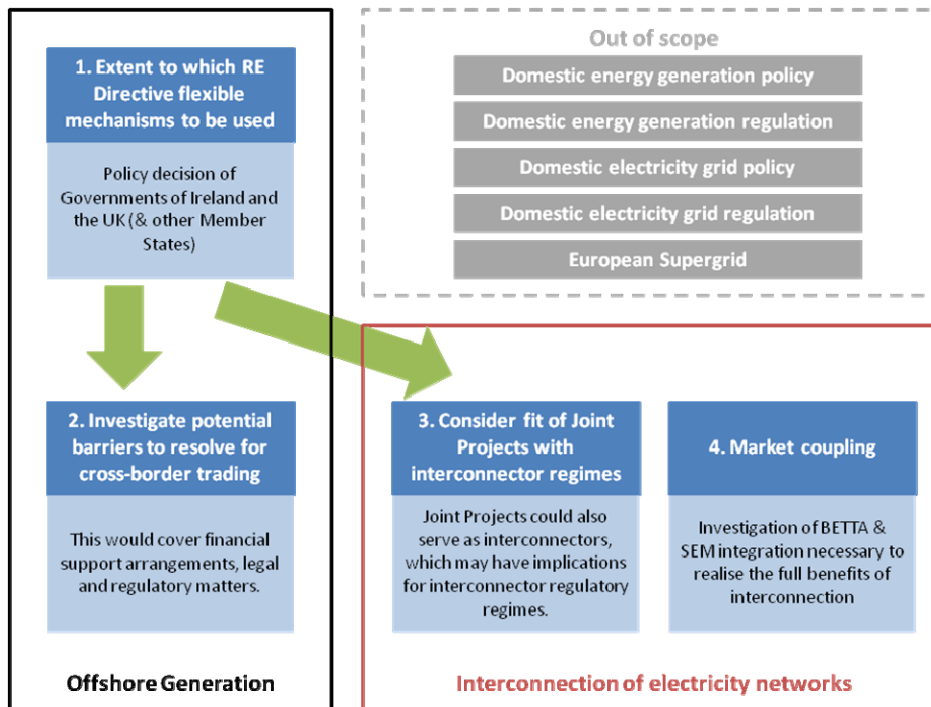 1. Extent to which RE
Directive flexible
mechanisms to be used
Policy decision of
Governments of Ireland and
the UK (& other Member
States)
Out of scope
Domestic energy generation policy
Domestic energy generation regulation
Domestic electricity grid policy
Domestic electricity grid regulation
European Supergrid
2. Investigate potential
barriers to resolve for
cross-border trading
This would cover financial
support arrangements, legal
and regulatory matters.
Offshore Generation
3. Consider fit of Joint
Projects with
interconnector regimes
Joint Projects could also
serve as interconnectors,
which may have implications
for interconnector regulatory
regimes.
4. Market coupling
Investigation of BETTA &
SEM integration necessary to
realise the full benefits of
interconnection
Interconnection of electricity networks